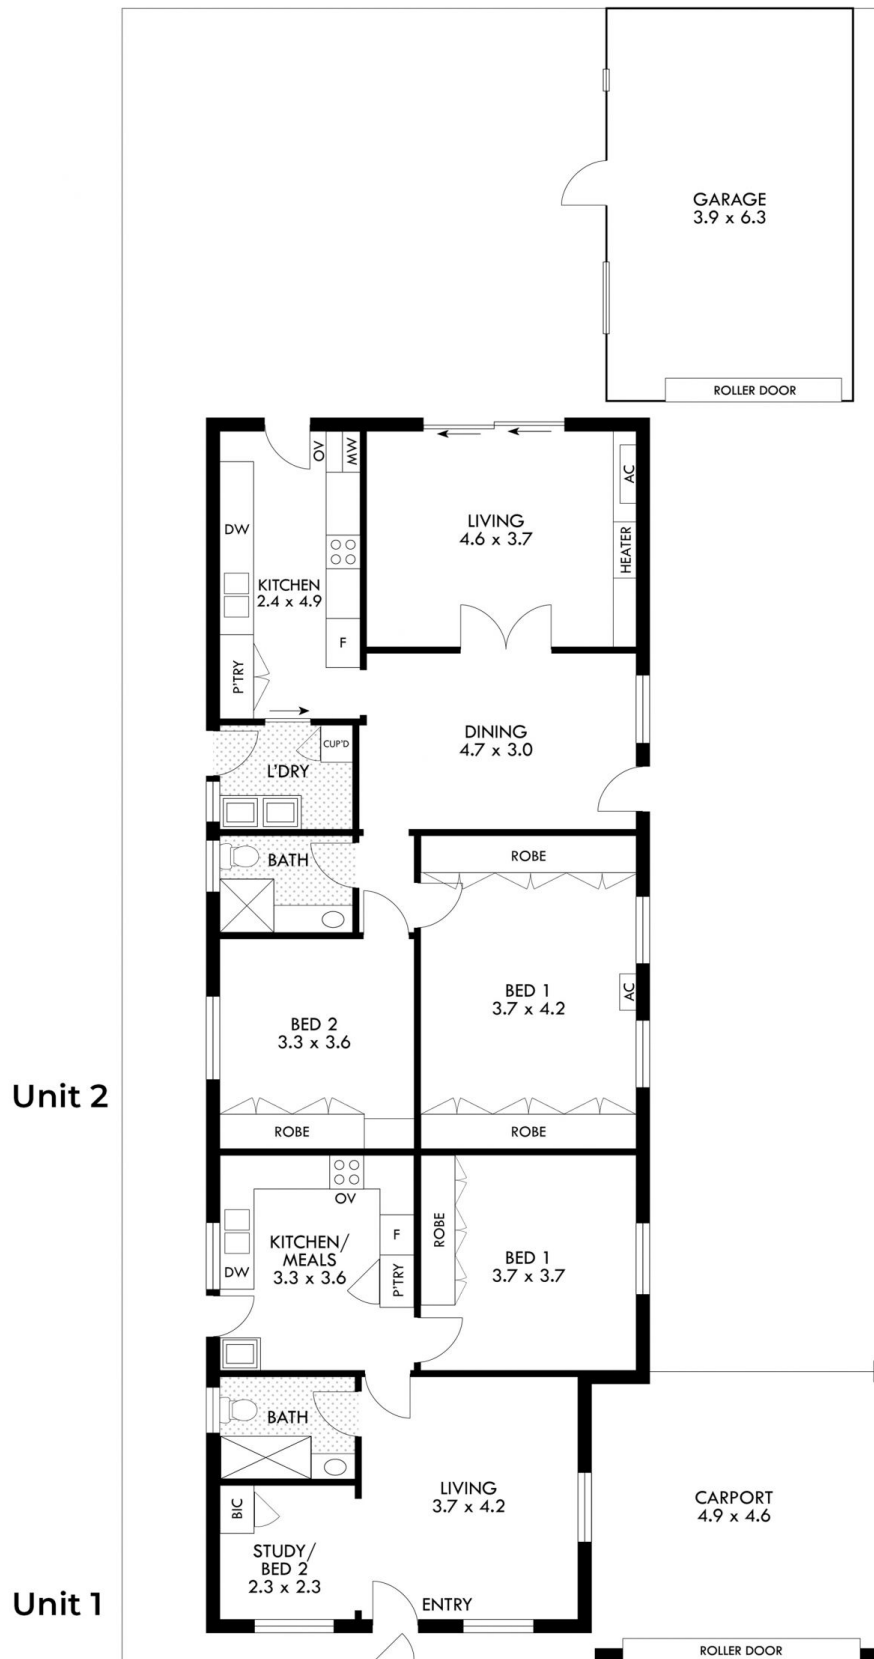 GARAGE
3.9 x 6.3
ROLLER DOOR
OV
MW
DW
KITCHEN
2.4 x 4.9
F
P'TRY
LIVING
4.6 x 3.7
AC
HEATER
DINING
4.7 x 3.0
CUP'D
L'DRY
BATH
ROBE
BED 1
3.7 x 4.2
AC
BED 2
3.3 x 3.6
Unit 2
ROBE
ROBE
OV
KITCHEN/
MEALS
3.3 x 3.6
DW
F
P'TRY
ROBE
BED 1
3.7 x 3.7
BATH
LIVING
3.7 x 4.2
CARPORT
4.9 x 4.6
BIC
STUDY/
BED 2
2.3 x 2.3
Unit 1
ENTRY
ROLLER DOOR